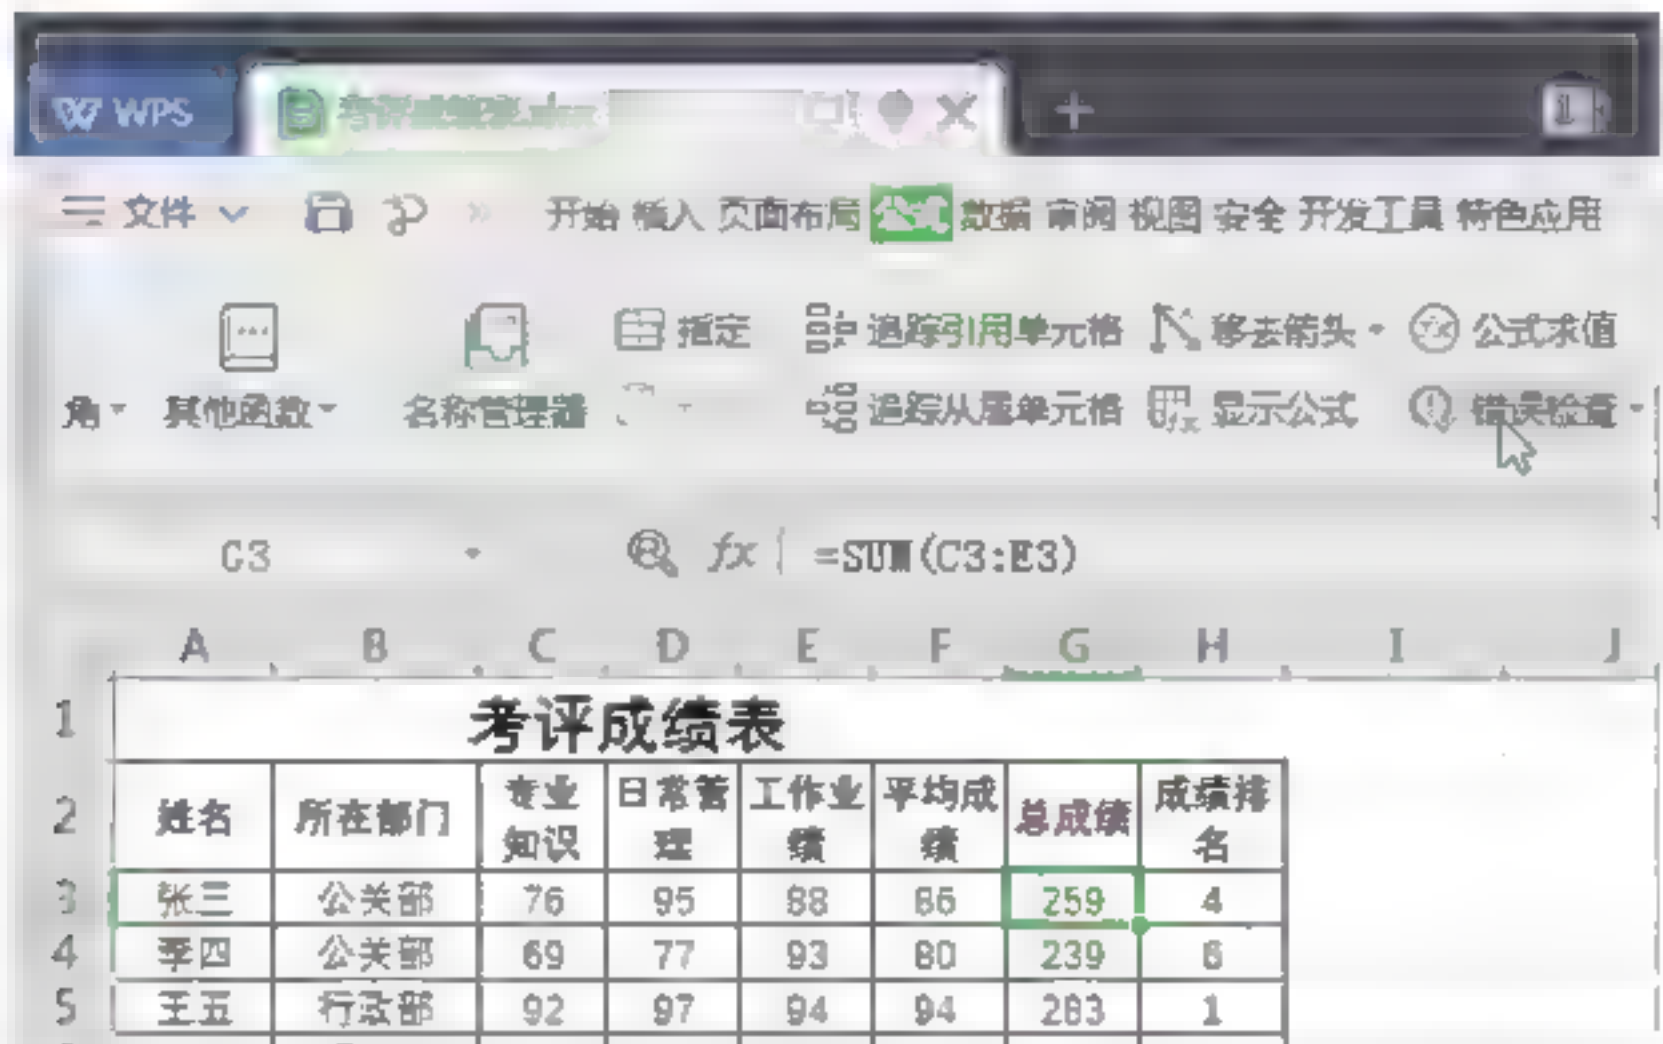 WPS
文件 开始 插入 页面布局 公式 数据 审阅 视图 安全 开发工具 特色应用
指定 追踪引用单元格 移去箭头 公式求值
角 其他函数 名称管理器 追踪从属单元格 显示公式 错误检查
G3 fx =SUM(C3:E3)
A B C D E F G H I J
1 考评成绩表
2 姓名 所在部门 专业知识 日常管理 工作业绩 平均成绩 总成绩 成绩排名
3 张三 公关部 76 95 88 86 259 4
4 李四 公关部 69 77 93 80 239 6
5 王五 行政部 92 97 94 94 283 1